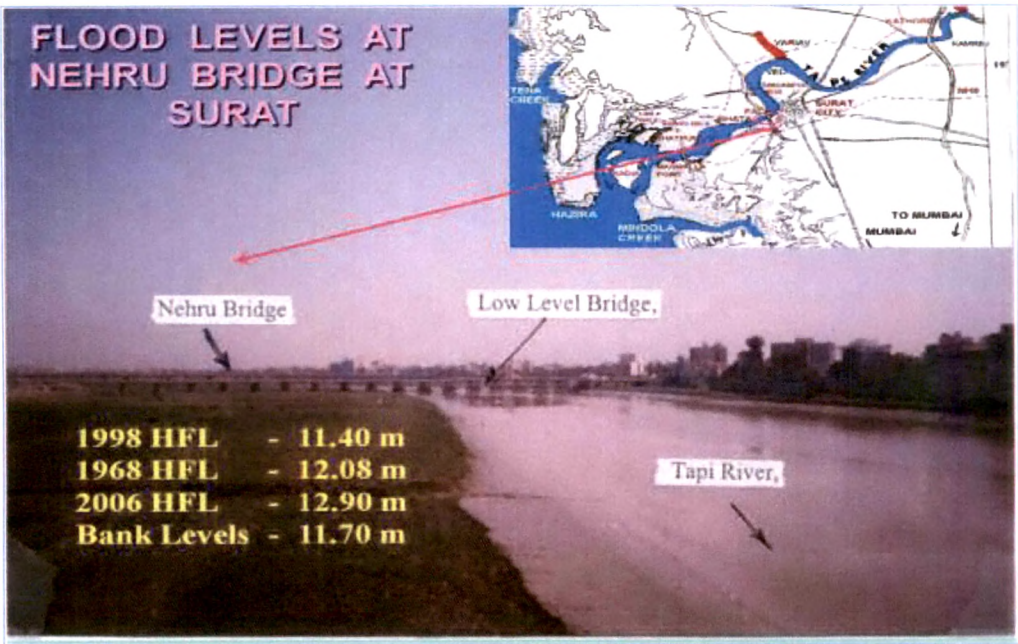 FLOOD LEVELS AT
NEHRU BRIDGE AT
SURAT
TENA
CREEK
VARIAV
TAPI RIVER
SURAT
CITY
HAZIRA
MINDOLA
CREEK
TO MUMBAI
MUMBAI
Nehru Bridge
Low Level Bridge,
1998 HFL - 11.40 m
1968 HFL - 12.08 m
2006 HFL - 12.90 m
Bank Levels - 11.70 m
Tapi River,